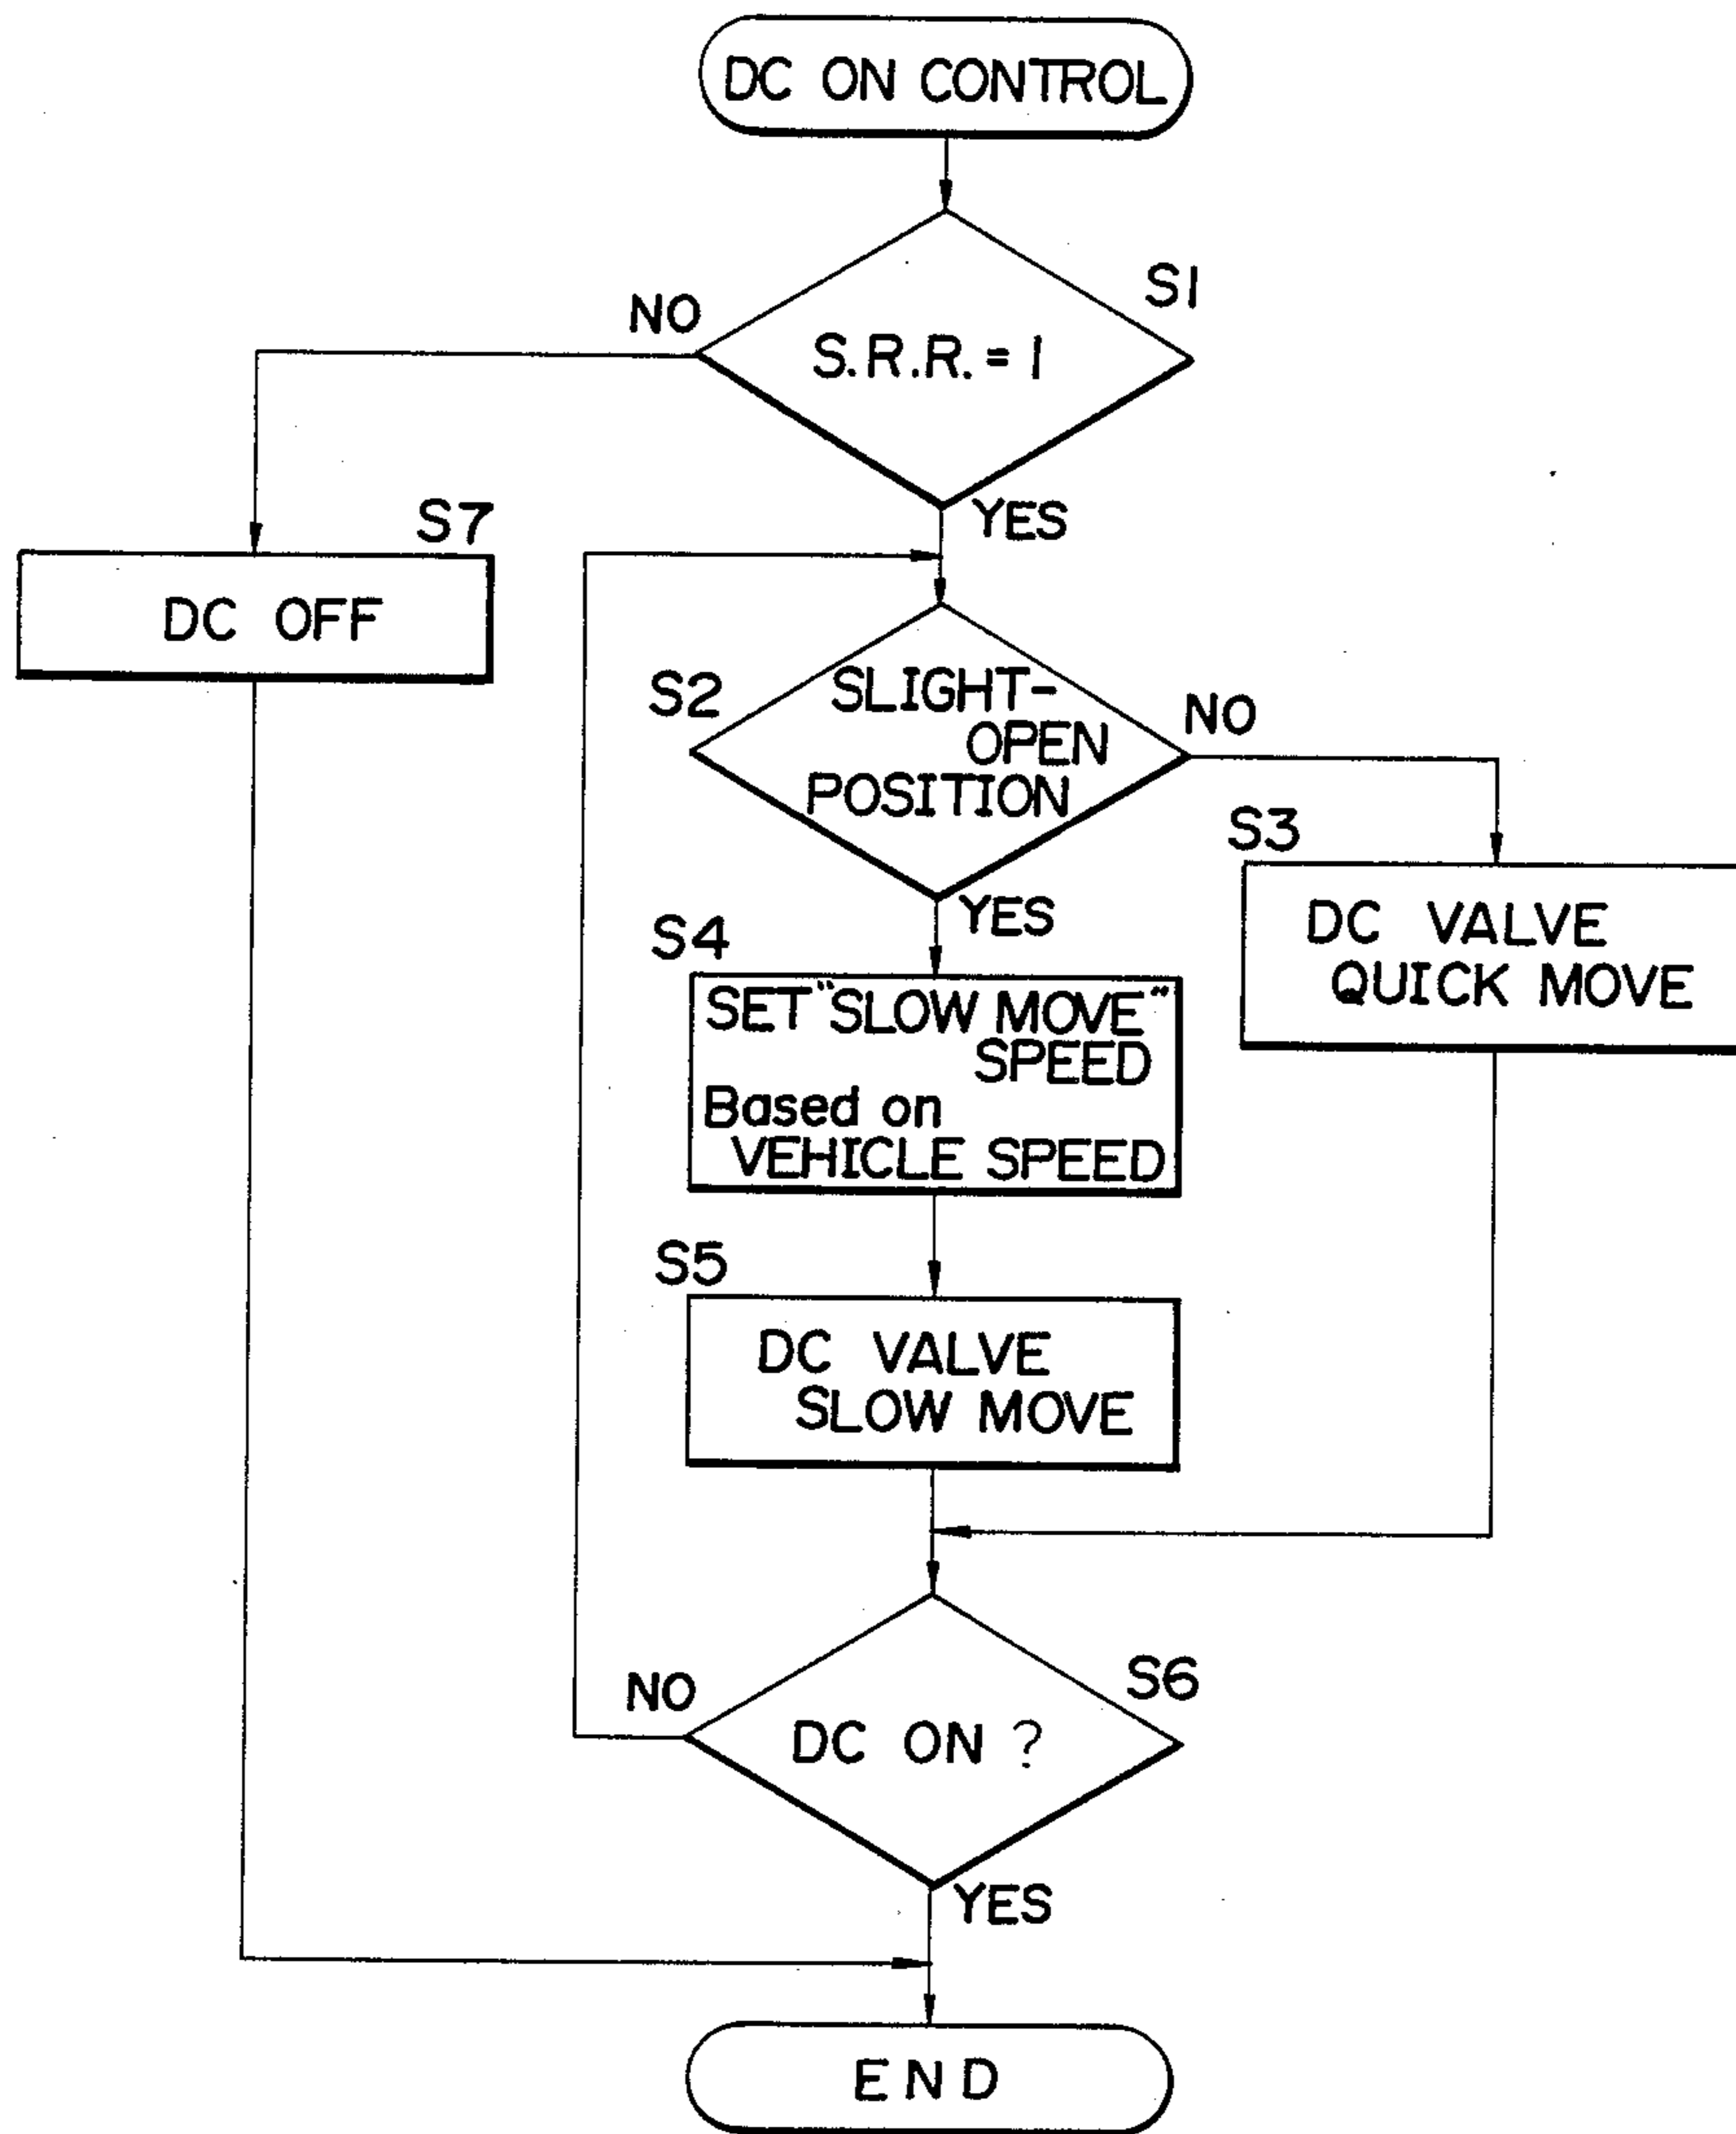 DC ON CONTROL
S1
NO
S.R.R. = 1
YES
S7
DC OFF
S2
SLIGHT-
OPEN
POSITION
NO
S3
DC VALVE
QUICK MOVE
YES
S4
SET "SLOW MOVE"
SPEED
Based on
VEHICLE SPEED
S5
DC VALVE
SLOW MOVE
NO
S6
DC ON ?
YES
END